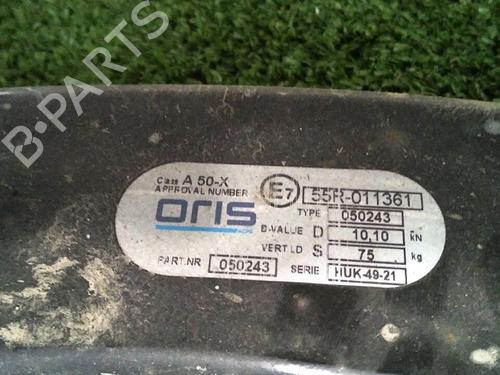 B-PARTS
Class A 50-X
APPROVAL NUMBER E7 55R-011361
ORIS
TYPE 050243
D-VALUE D 10,10 kN
VERT.LD S 75 kg
PART.NR 050243 SERIE HUK-49-21
B-PARTS